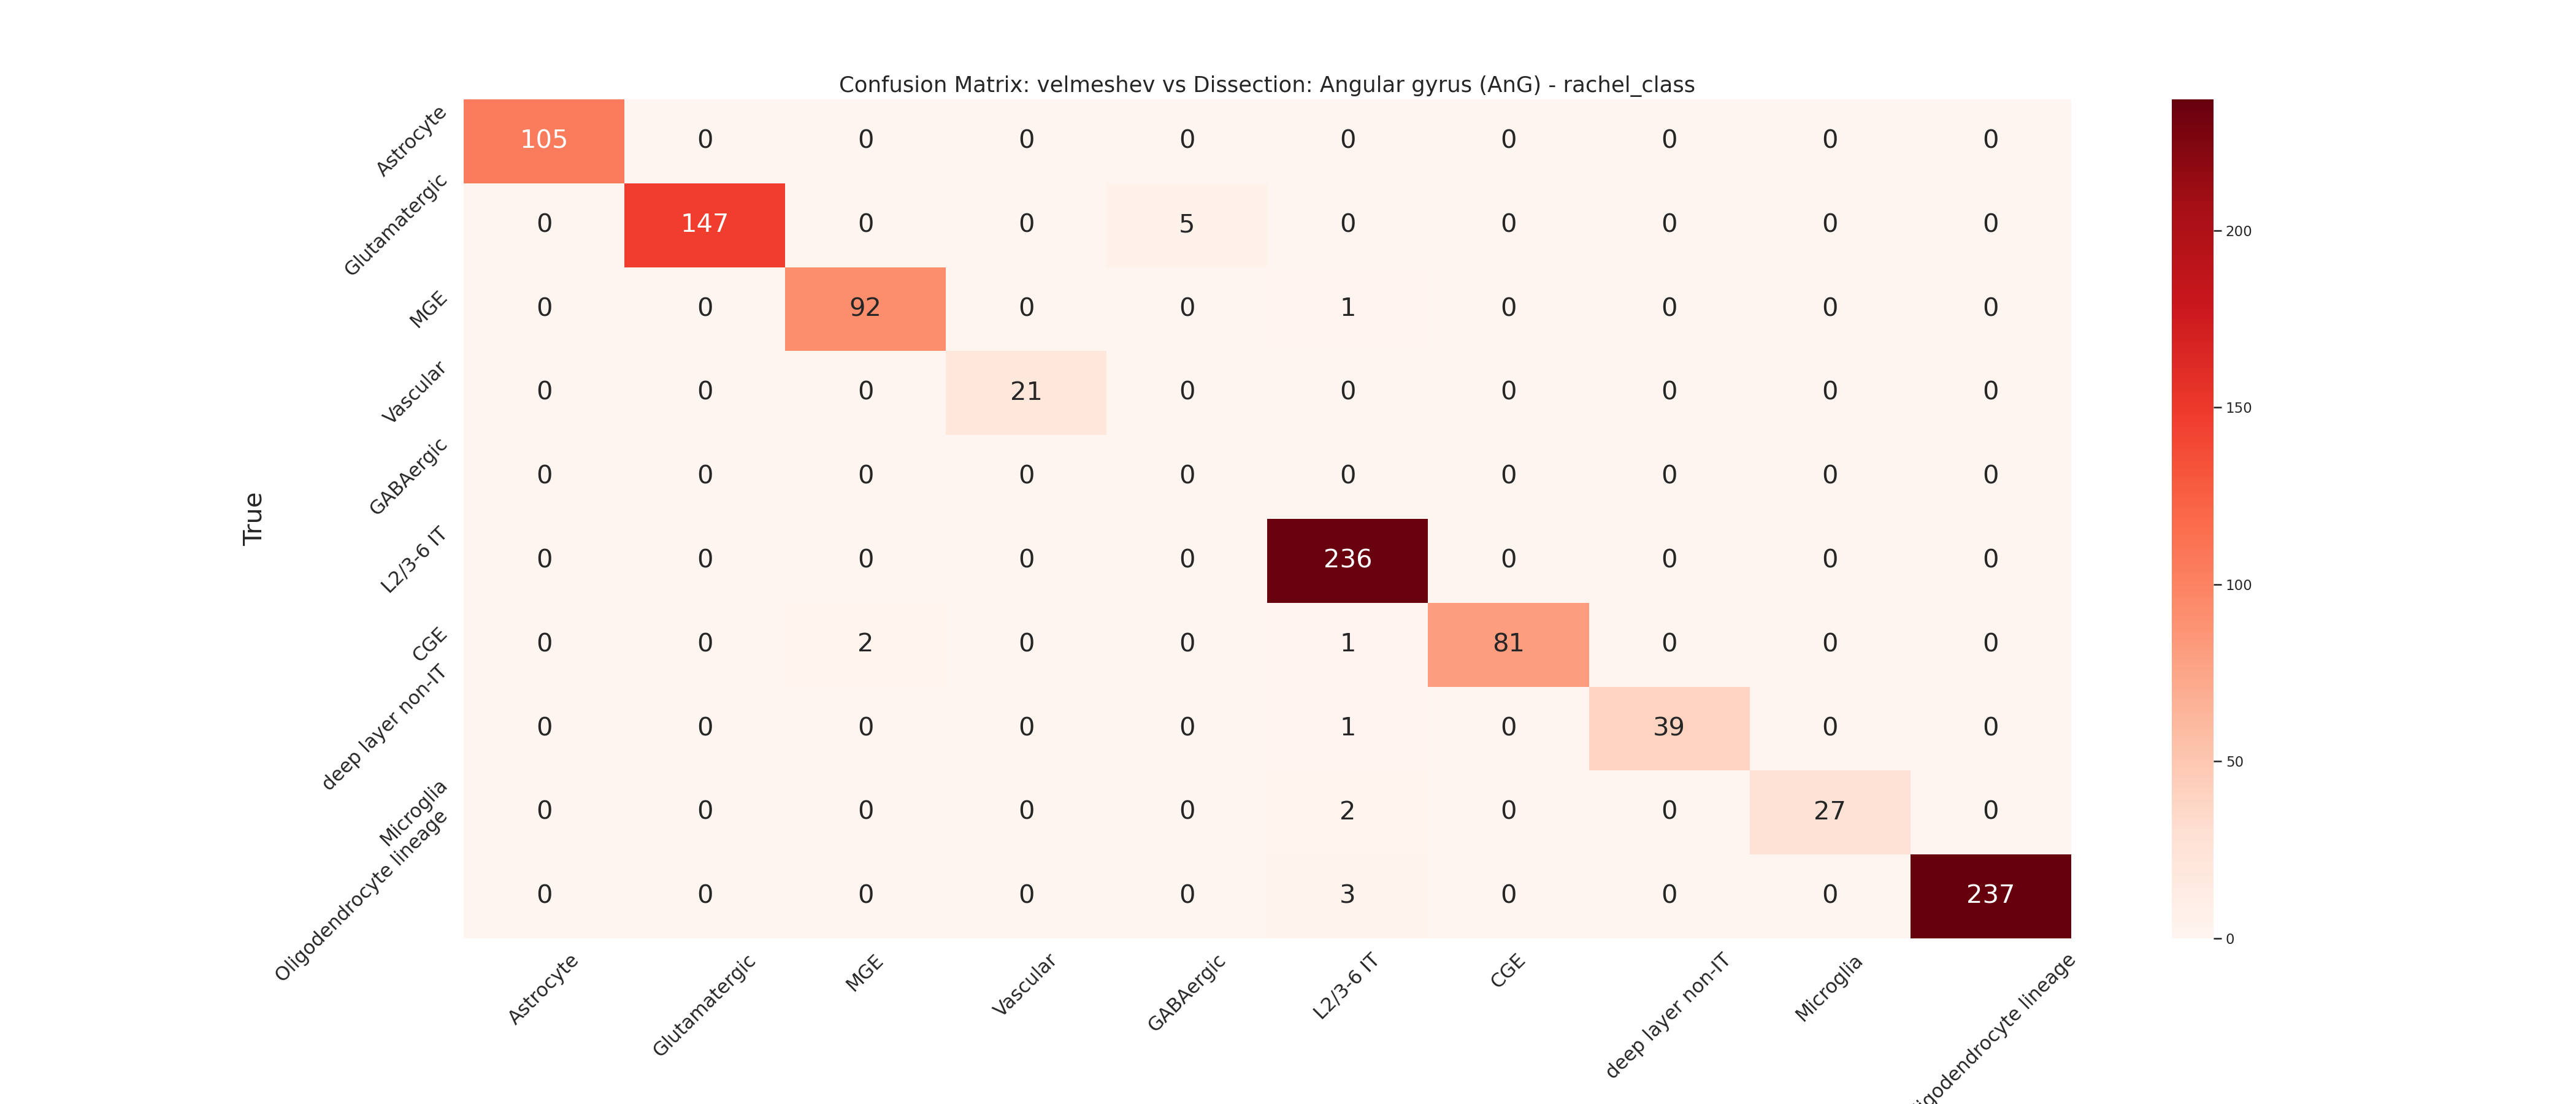 Confusion Matrix: velmeshev vs Dissection: Angular gyrus (AnG) - rachel_class
True
Astrocyte 105 0 0 0 0 0 0 0 0 0
Glutamatergic 0 147 0 0 5 0 0 0 0 0
MGE 0 0 92 0 0 1 0 0 0 0
Vascular 0 0 0 21 0 0 0 0 0 0
GABAergic 0 0 0 0 0 0 0 0 0 0
L2/3-6 IT 0 0 0 0 0 236 0 0 0 0
CGE 0 0 2 0 0 1 81 0 0 0
deep layer non-IT 0 0 0 0 0 1 0 39 0 0
Microglia 0 0 0 0 0 2 0 0 27 0
Oligodendrocyte lineage 0 0 0 0 0 3 0 0 0 237
Astrocyte Glutamatergic MGE Vascular GABAergic L2/3-6 IT CGE deep layer non-IT Microglia igodendrocyte lineage
200
150
100
50
0